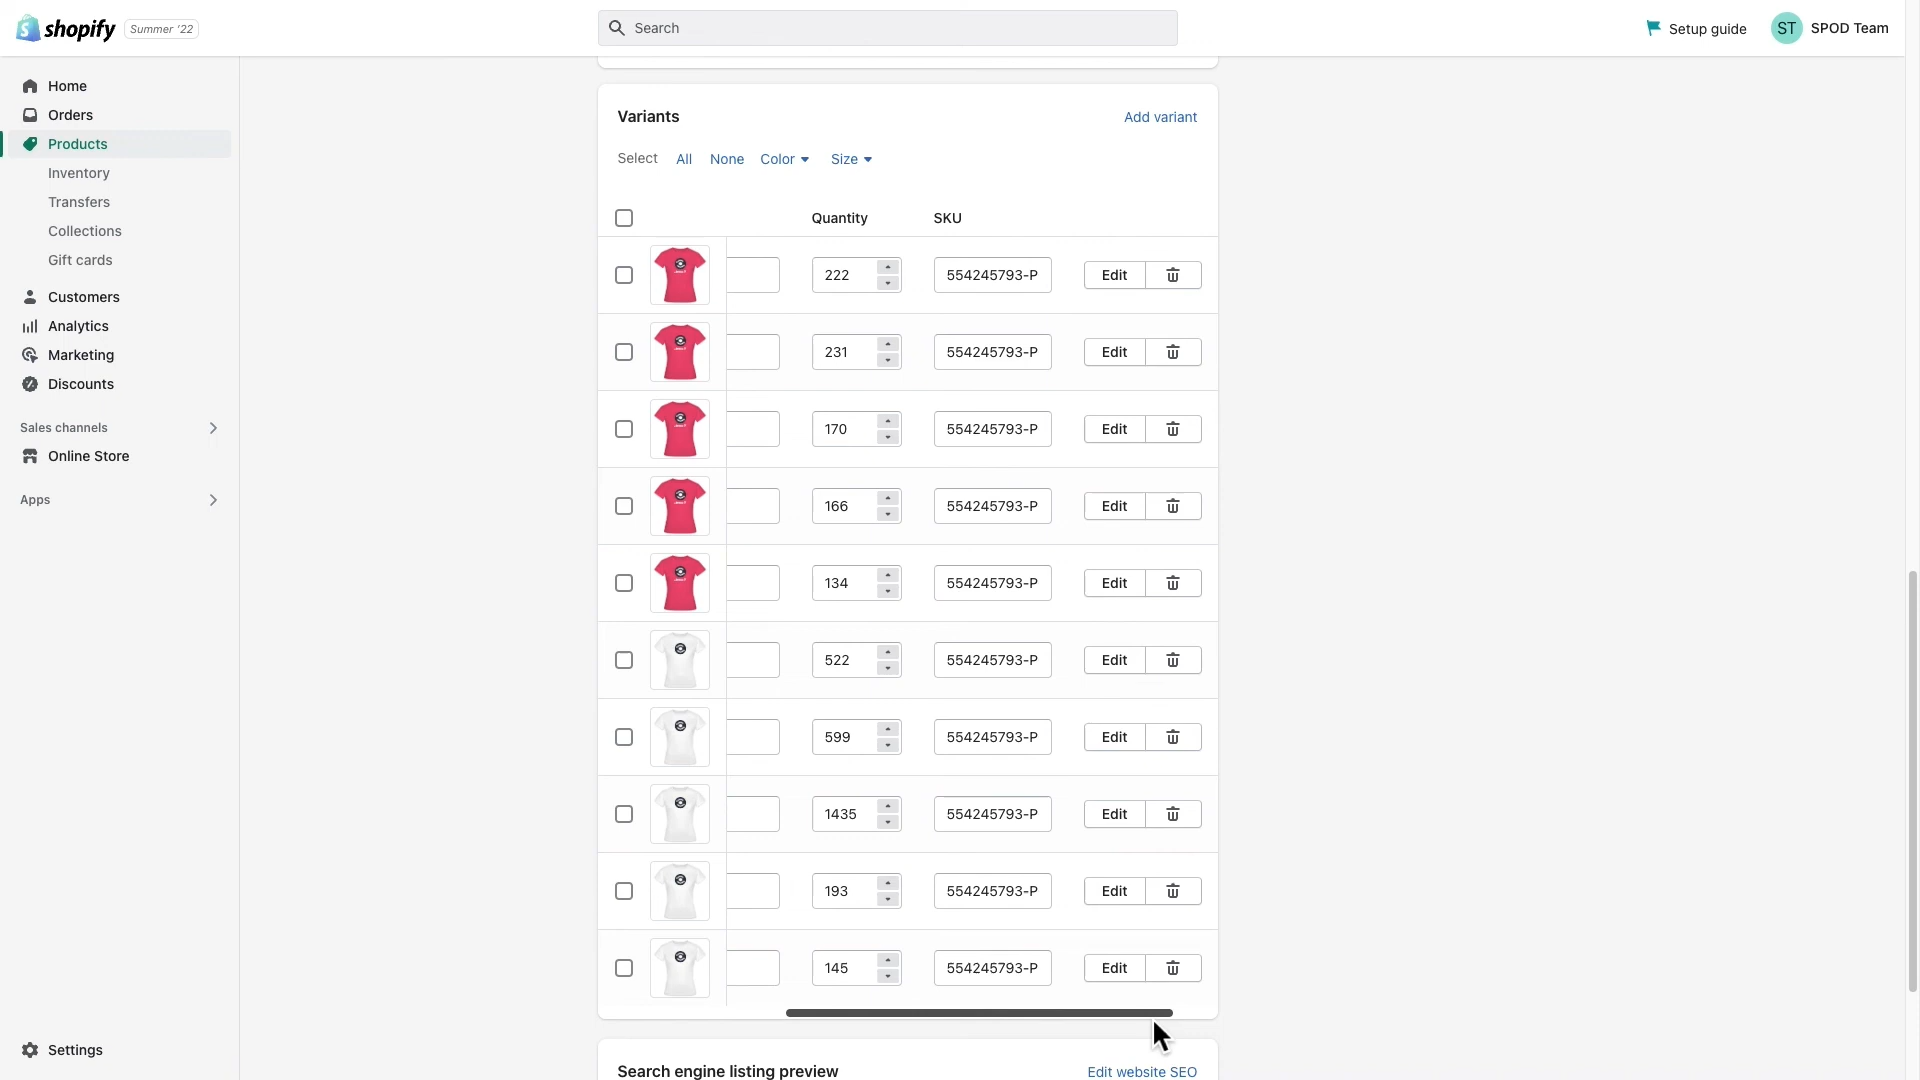 shopify
Summer '22
Search
Setup guide
ST
SPOD Team
Home
Orders
Products
Inventory
Transfers
Collections
Gift cards
Customers
Analytics
Marketing
Discounts
Sales channels
Online Store
Apps
Settings
Variants
Add variant
Select All None Color Size
Quantity SKU
222 554245793-P Edit
231 554245793-P Edit
170 554245793-P Edit
166 554245793-P Edit
134 554245793-P Edit
522 554245793-P Edit
599 554245793-P Edit
1435 554245793-P Edit
193 554245793-P Edit
145 554245793-P Edit
Search engine listing preview
Edit website SEO